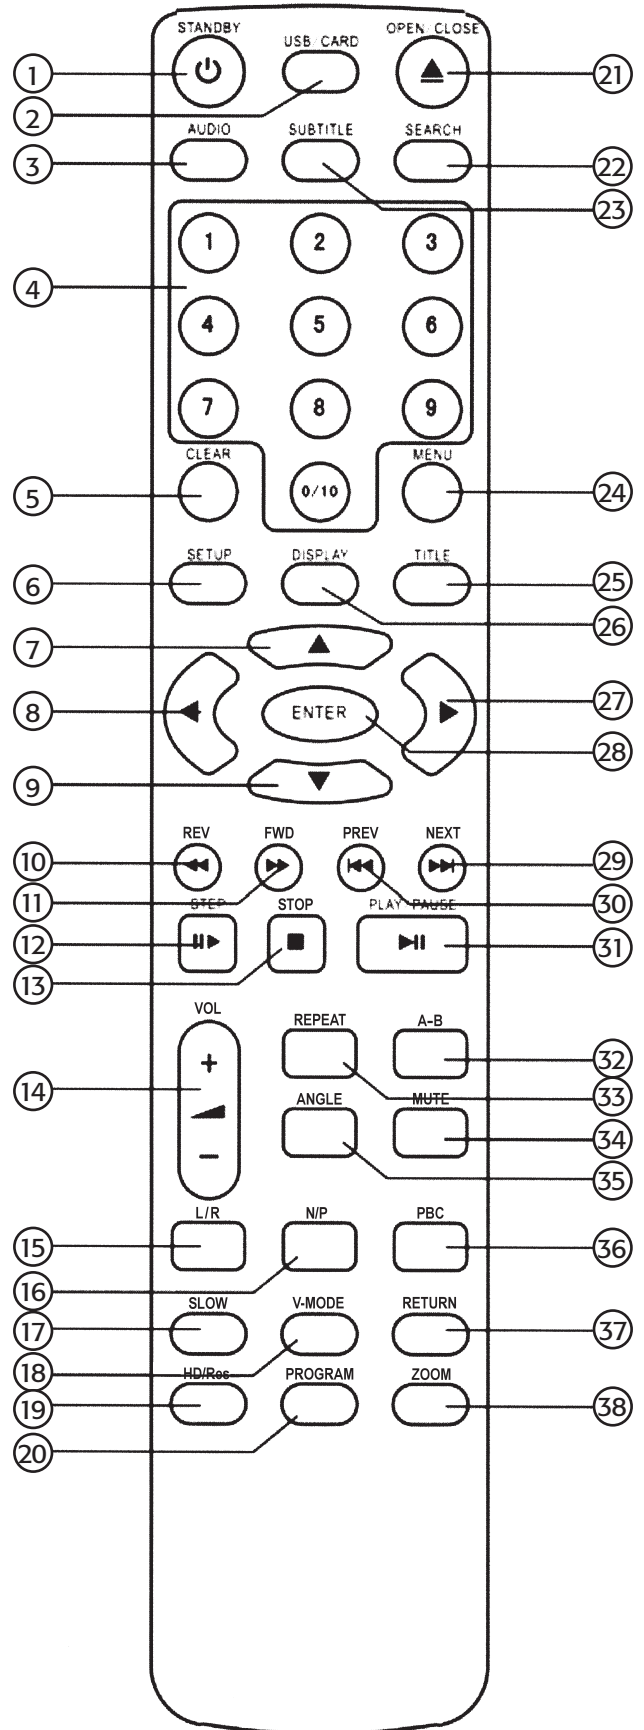 STANDBY
USB/CARD
OPEN/CLOSE
1
21
2
AUDIO
SUBTITLE
SEARCH
3
22
23
1 2 3
4
4 5 6
7 8 9
CLEAR
MENU
5
0/10
24
SETUP
DISPLAY
TITLE
6
25
26
7
8
ENTER
27
28
9
REV
FWD
PREV
NEXT
10
29
11
30
STEP
STOP
PLAY/PAUSE
12
31
13
VOL
REPEAT
A-B
+
32
14
33
ANGLE
MUTE
34
−
35
L/R
N/P
PBC
15
36
16
SLOW
V-MODE
RETURN
17
37
18
HD/Res
PROGRAM
ZOOM
19
38
20